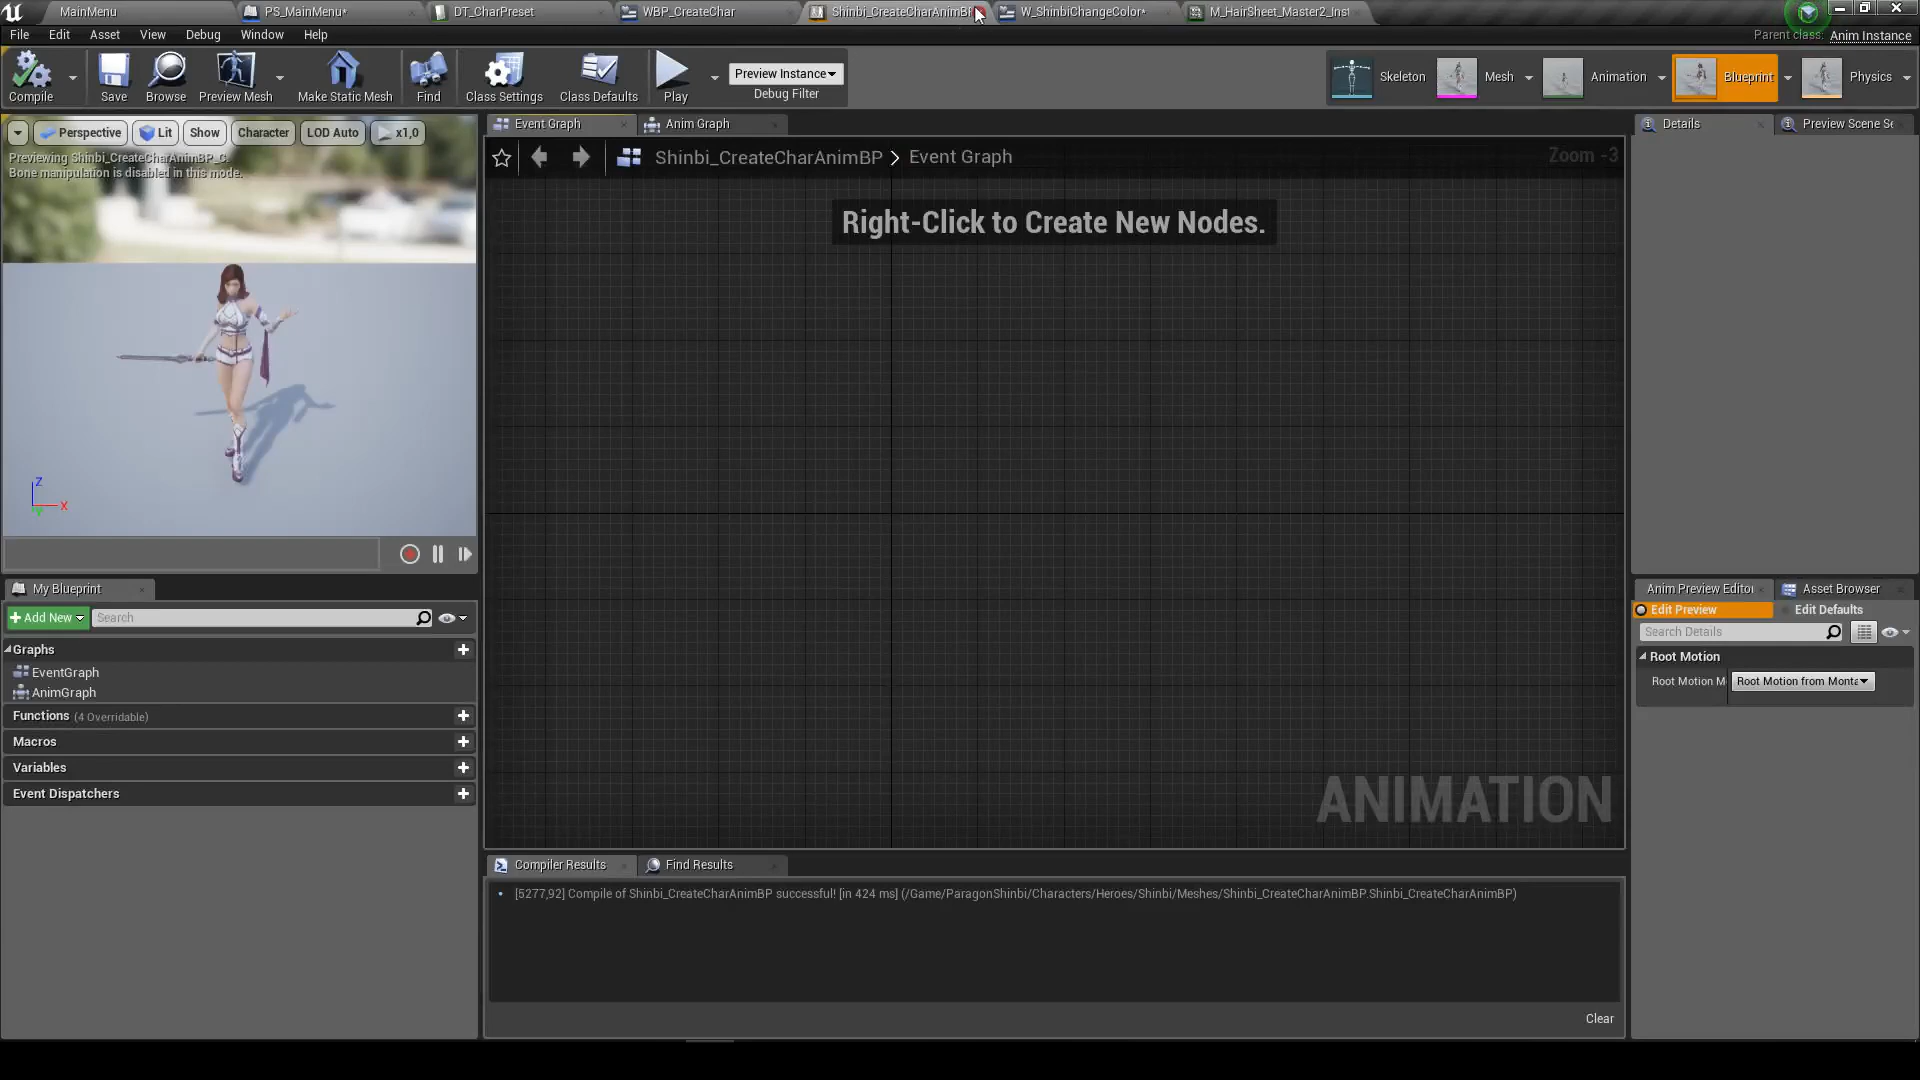 MainMenu PS_MainMenu* DT_CharPreset WBP_CreateChar Shinbi_CreateCharAnimBP W_ShinbiChangeColor* M_HairSheet_Master2_Inst
File Edit Asset View Debug Window Help Parent class: Anim Instance
Compile Save Browse Preview Mesh Make Static Mesh Find Class Settings Class Defaults Play
Preview Instance
Debug Filter
Skeleton Mesh Animation Blueprint Physics
Perspective Lit Show Character LOD Auto x1,0
Previewing Shinbi_CreateCharAnimBP_C.
Bone manipulation is disabled in this mode.
Z
X
Y
Event Graph Anim Graph
Shinbi_CreateCharAnimBP > Event Graph
Zoom -3
Right-Click to Create New Nodes.
ANIMATION
My Blueprint
+ Add New Search
Graphs
EventGraph
AnimGraph
Functions (4 Overridable)
Macros
Variables
Event Dispatchers
Compiler Results Find Results
[5277,92] Compile of Shinbi_CreateCharAnimBP successful! [in 424 ms] (/Game/ParagonShinbi/Characters/Heroes/Shinbi/Meshes/Shinbi_CreateCharAnimBP.Shinbi_CreateCharAnimBP)
Clear
Details Preview Scene Se
Anim Preview Editor Asset Browser
Edit Preview Edit Defaults
Search Details
Root Motion
Root Motion M Root Motion from Monta